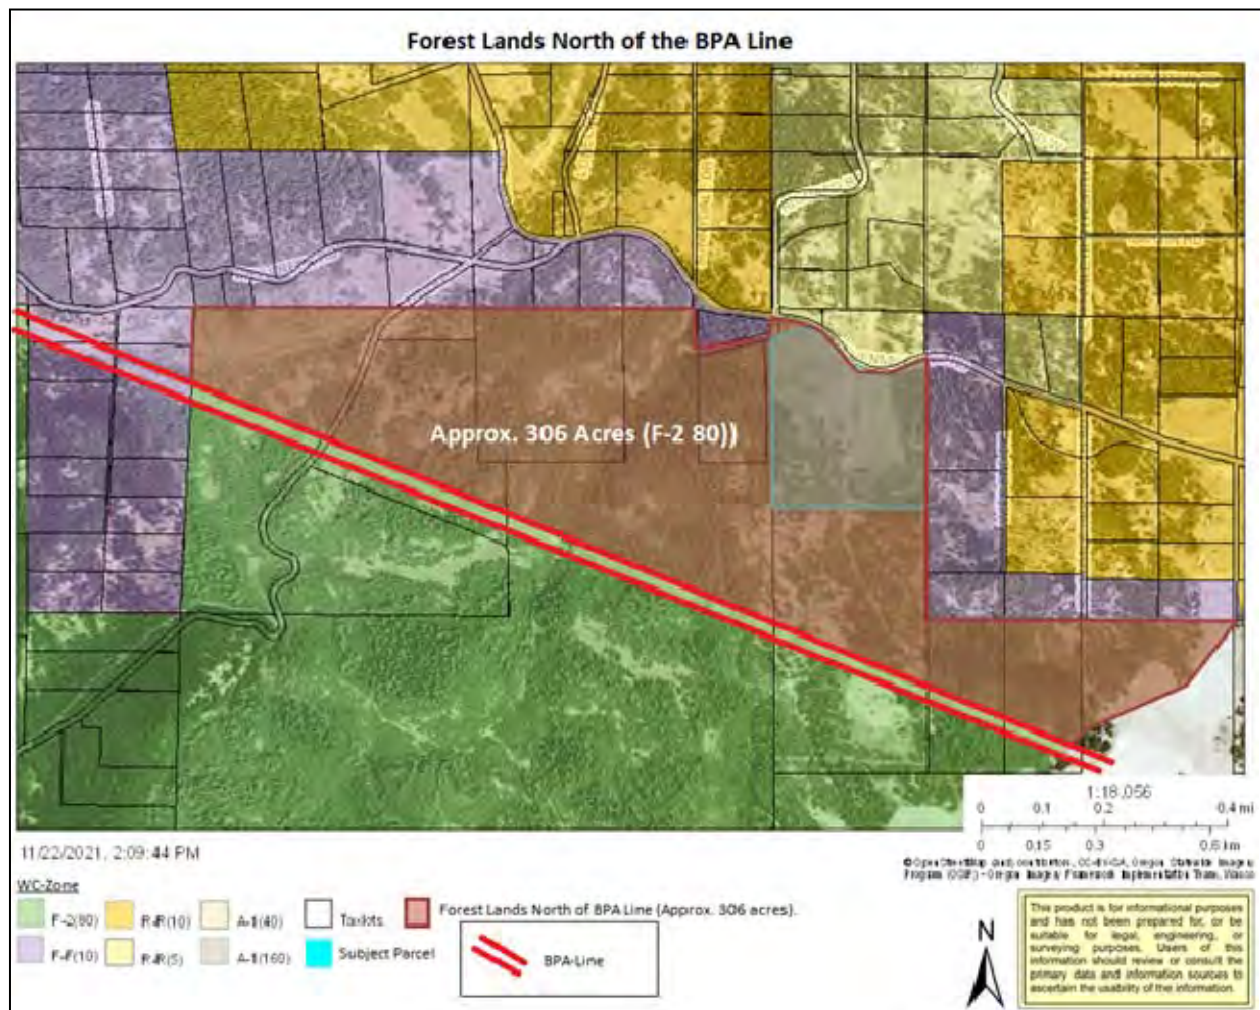 Forest Lands North of the BPA Line
Approx. 306 Acres (F-2 80))
1:18,056
0 0.1 0.2 0.4 mi
0 0.15 0.3 0.6 km
11/22/2021, 2:09:44 PM
WC-Zone
F-2(80) R-R(10) A-1(40) Taxlots Forest Lands North of BPA Line (Approx. 306 acres).
F-F(10) R-R(5) A-1(160) Subject Parcel BPA-Line
N
This product is for informational purposes
and has not been prepared for, or be
suitable for legal, engineering, or
surveying purposes. Users of this
information should review or consult the
primary data and information sources to
ascertain the usability of the information.